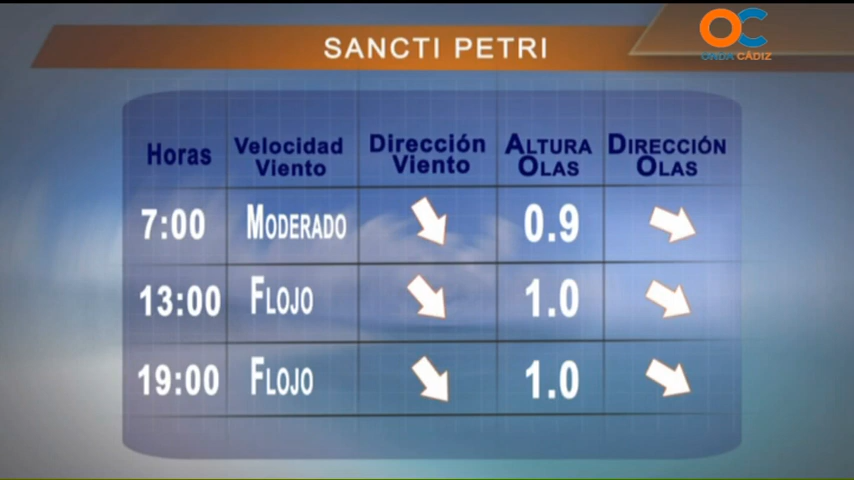 SANCTI PETRI
OC
ONDA CÁDIZ
Horas
Velocidad Viento
Dirección Viento
ALTURA OLAS
DIRECCIÓN OLAS
7:00 MODERADO 0.9
13:00 FLOJO 1.0
19:00 FLOJO 1.0